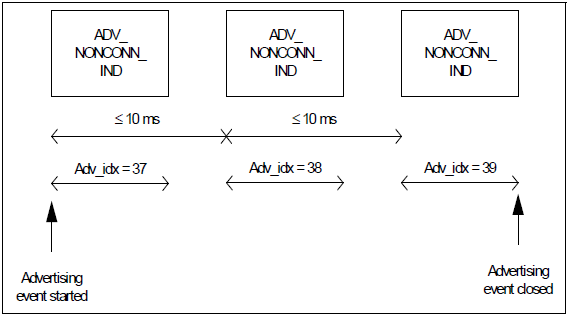 ADV_
NONCONN_
IND
ADV_
NONCONN_
IND
ADV_
NONCONN_
IND
≤ 10 ms
≤ 10 ms
Adv_idx = 37
Adv_idx = 38
Adv_idx = 39
Advertising
event started
Advertising
event closed